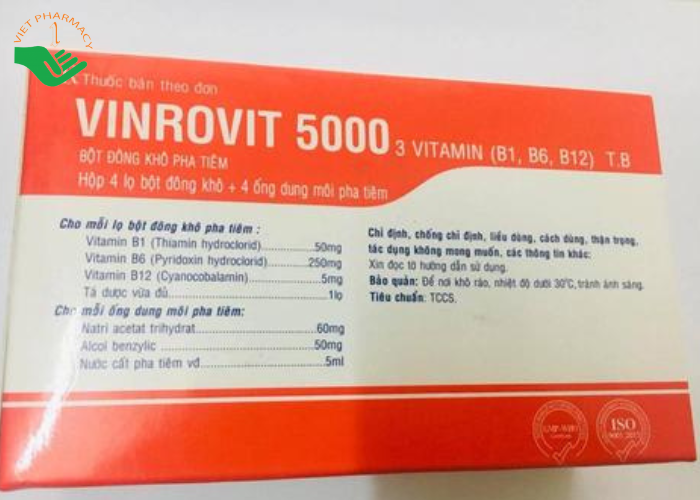 VIET PHARMACY
Thuốc bán theo đơn
VINROVIT 5000 3 VITAMIN (B1, B6, B12) T.B
BỘT ĐÔNG KHÔ PHA TIÊM
Hộp 4 lọ bột đông khô + 4 ống dung môi pha tiêm
Cho mỗi lọ bột đông khô pha tiêm :
Vitamin B1 (Thiamin hydroclorid)..........50mg
Vitamin B6 (Pyridoxin hydroclorid)..........250mg
Vitamin B12 (Cyanocobalamin)..........5mg
Tá dược vừa đủ..........1lọ
Cho mỗi ống dung môi pha tiêm:
Natri acetat trihydrat..........60mg
Alcol benzylic..........50mg
Nước cất pha tiêm vđ..........5ml
Chỉ định, chống chỉ định, liều dùng, cách dùng, thận trọng,
tác dụng không mong muốn, các thông tin khác:
Xin đọc tờ hướng dẫn sử dụng.
Bảo quản: Để nơi khô ráo, nhiệt độ dưới 30°C, tránh ánh sáng.
Tiêu chuẩn: TCCS.
GMP-WHO
ISO